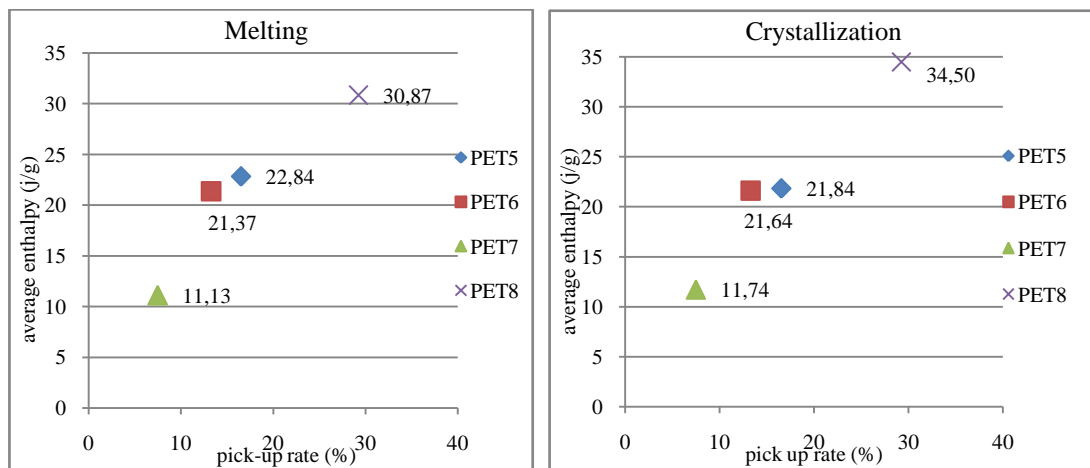 Melting
35
30
25
20
15
10
5
0
0 10 20 30 40
average enthalpy (j/g)
pick-up rate (%)
30,87
22,84
21,37
11,13
PET5
PET6
PET7
PET8
Crystallization
35
30
25
20
15
10
5
0
0 10 20 30 40
average enthalpy (j/g)
pick up rate (%)
34,50
21,84
21,64
11,74
PET5
PET6
PET7
PET8